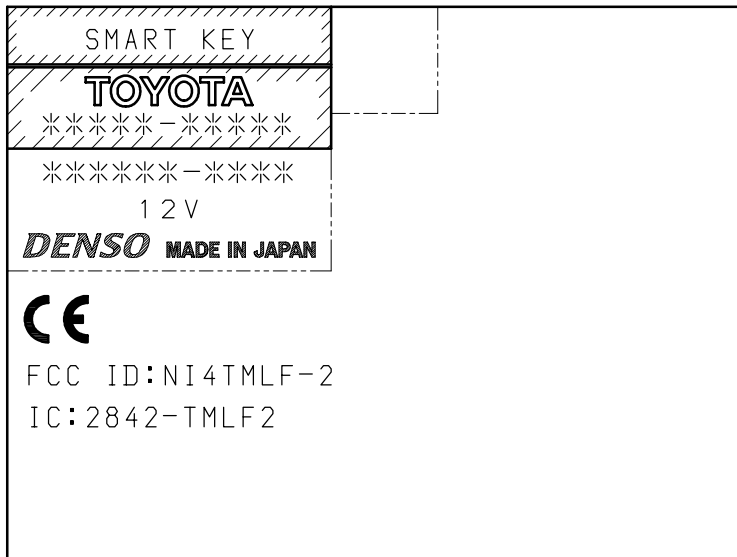 SMART KEY
TOYOTA
*****-*****
******-****
12V
DENSO MADE IN JAPAN
CE
FCC ID:NI4TMLF-2
IC:2842-TMLF2